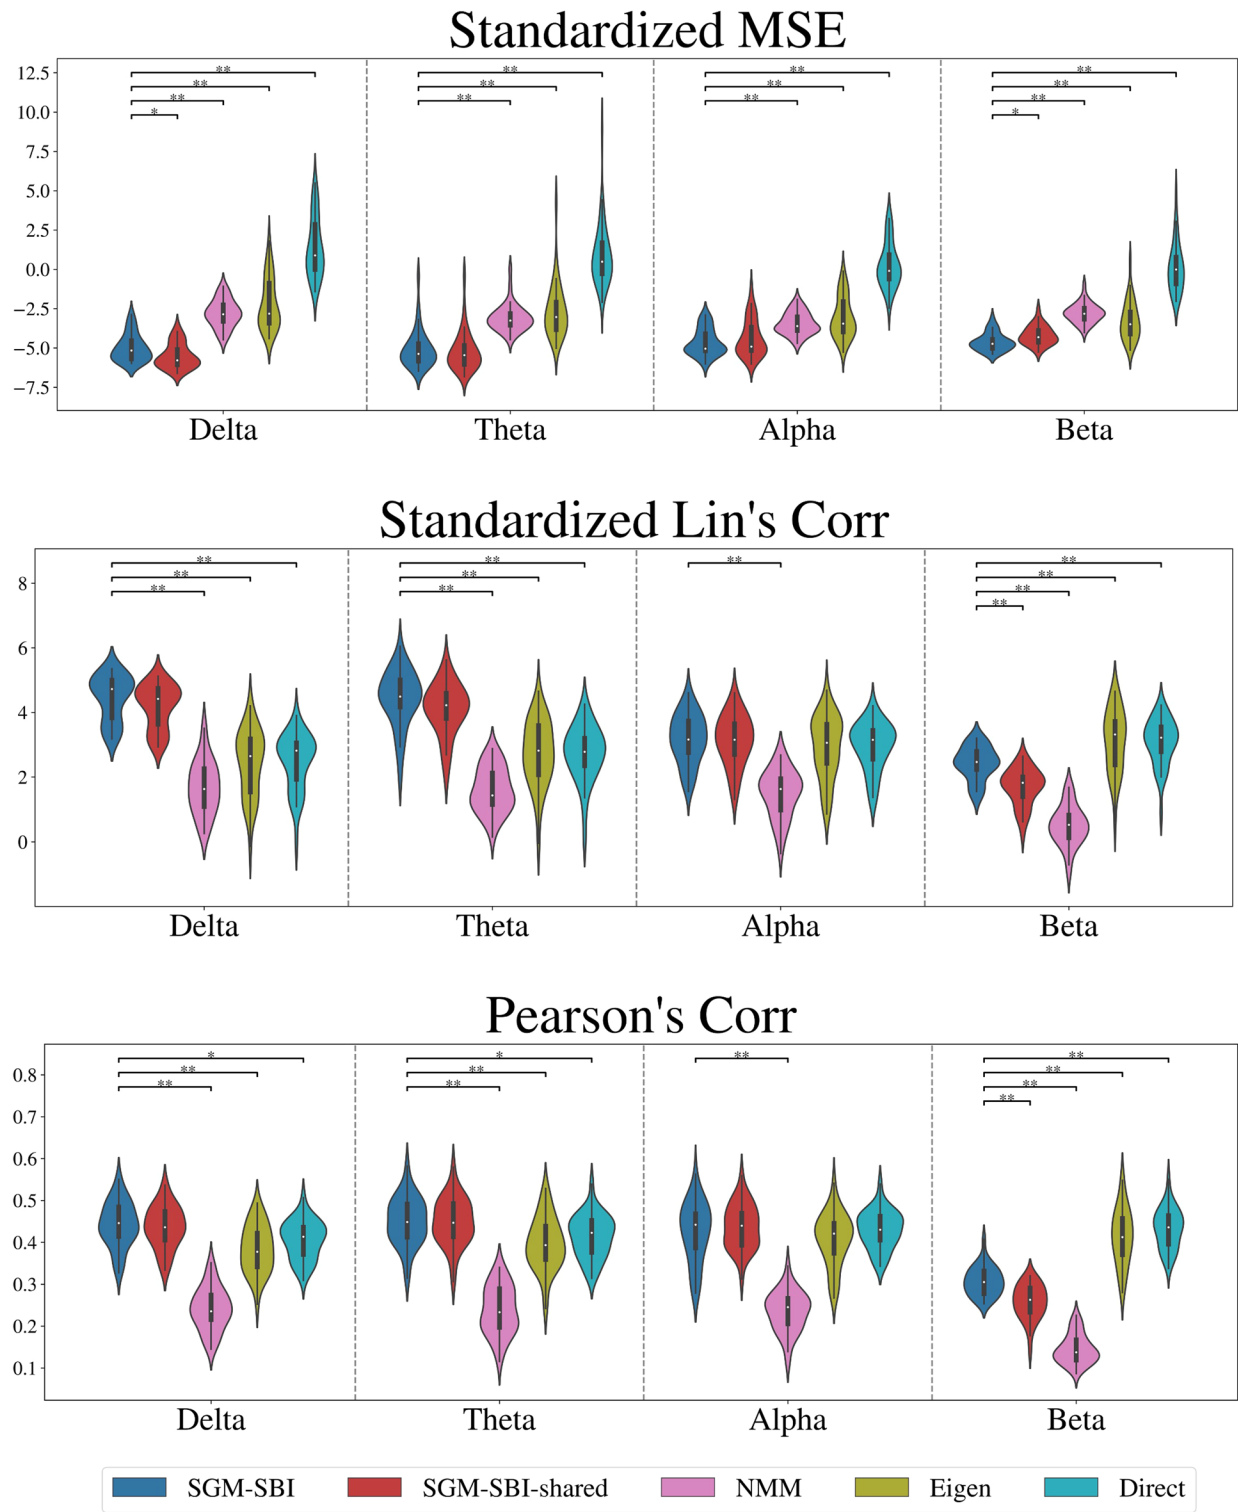 Standardized MSE
12.5
10.0
7.5
5.0
2.5
0.0
−2.5
−5.0
−7.5
** ** ** *
** ** **
** ** **
** ** ** *
Delta Theta Alpha Beta
Standardized Lin's Corr
8
6
4
2
0
** ** **
** ** **
**
** ** ** **
Delta Theta Alpha Beta
Pearson's Corr
0.8
0.7
0.6
0.5
0.4
0.3
0.2
0.1
* ** **
* ** **
**
** ** ** **
Delta Theta Alpha Beta
SGM-SBI SGM-SBI-shared NMM Eigen Direct